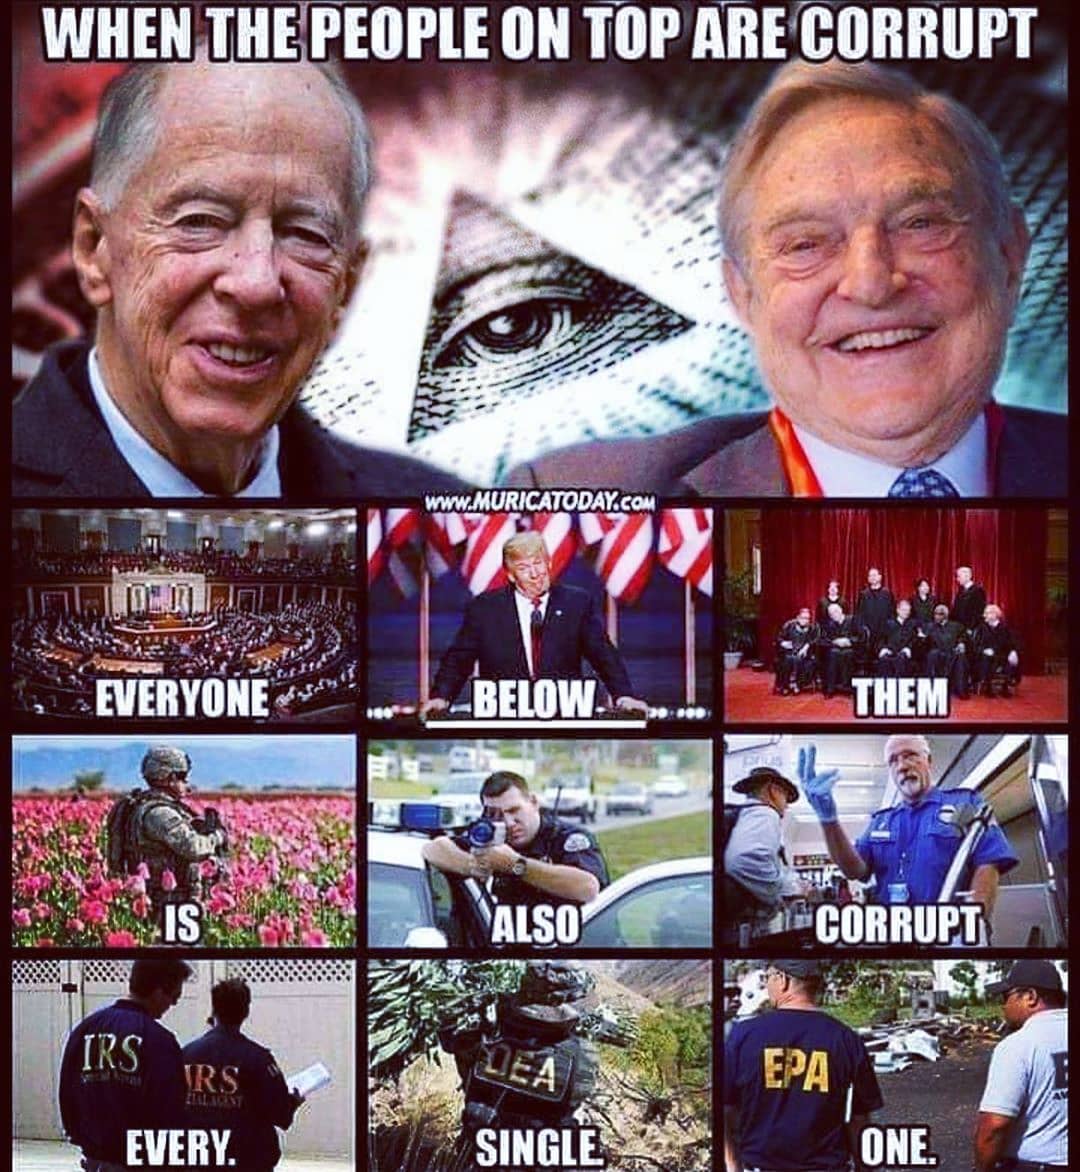 WHEN THE PEOPLE ON TOP ARE CORRUPT
WWW.MURICATODAY.COM
EVERYONE
BELOW
THEM
IS
ALSO
CORRUPT
IRS
IRS
DEA
EPA
EVERY.
SINGLE.
ONE.